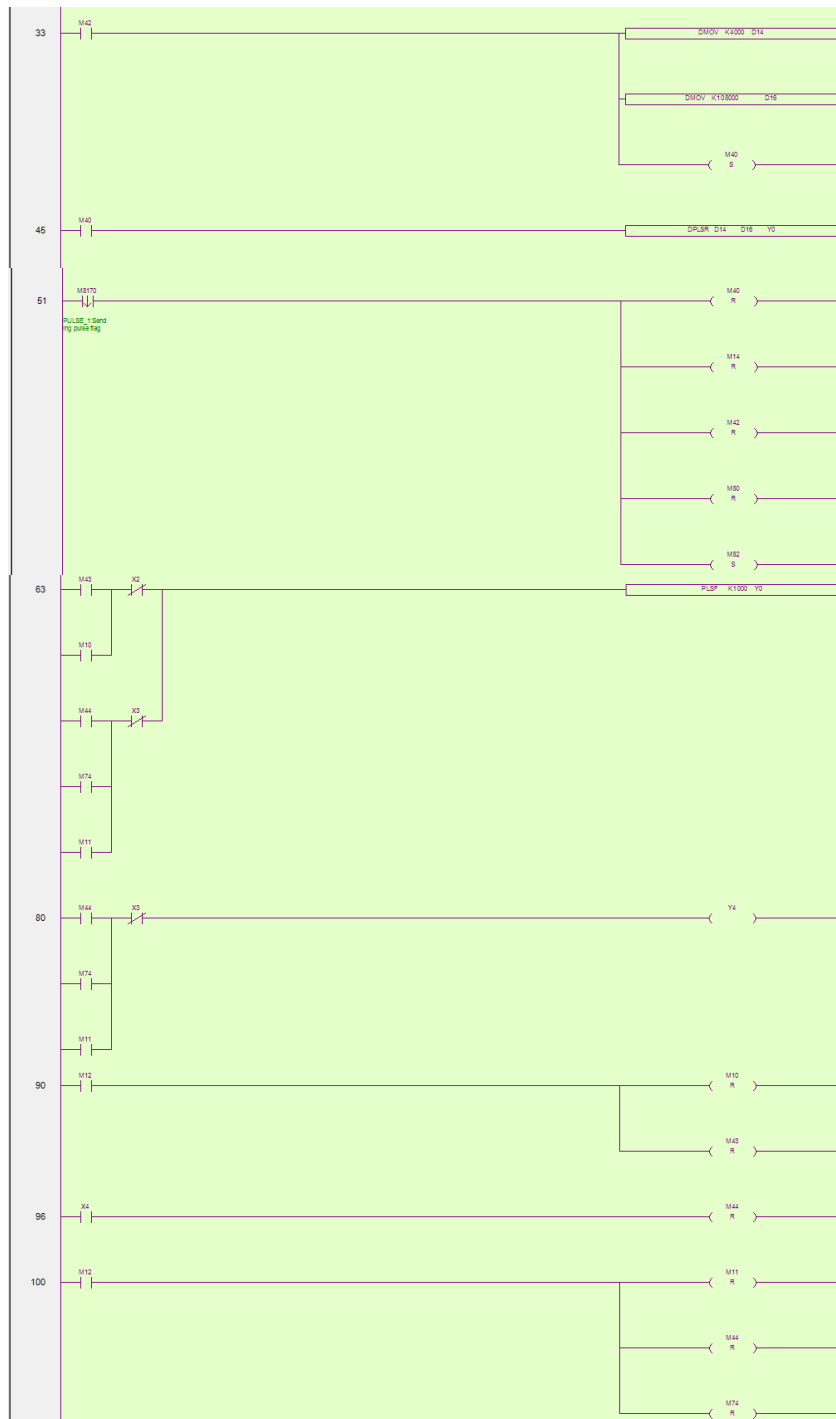 33
M42
DMOV K4000 D14
DMOV K108000 D16
M40
S
45
M40
DPLSR D14 D16 Y0
51
M8170
PULSE_1:Send
ing pulse flag
M40
R
M14
R
M42
R
M80
R
M82
S
63
M43
X2
PLSF K1000 Y0
M10
M44
X3
M74
M11
80
M44
X3
Y4
M74
M11
90
M12
M10
R
M43
R
96
X4
M44
R
100
M12
M11
R
M44
R
M74
R